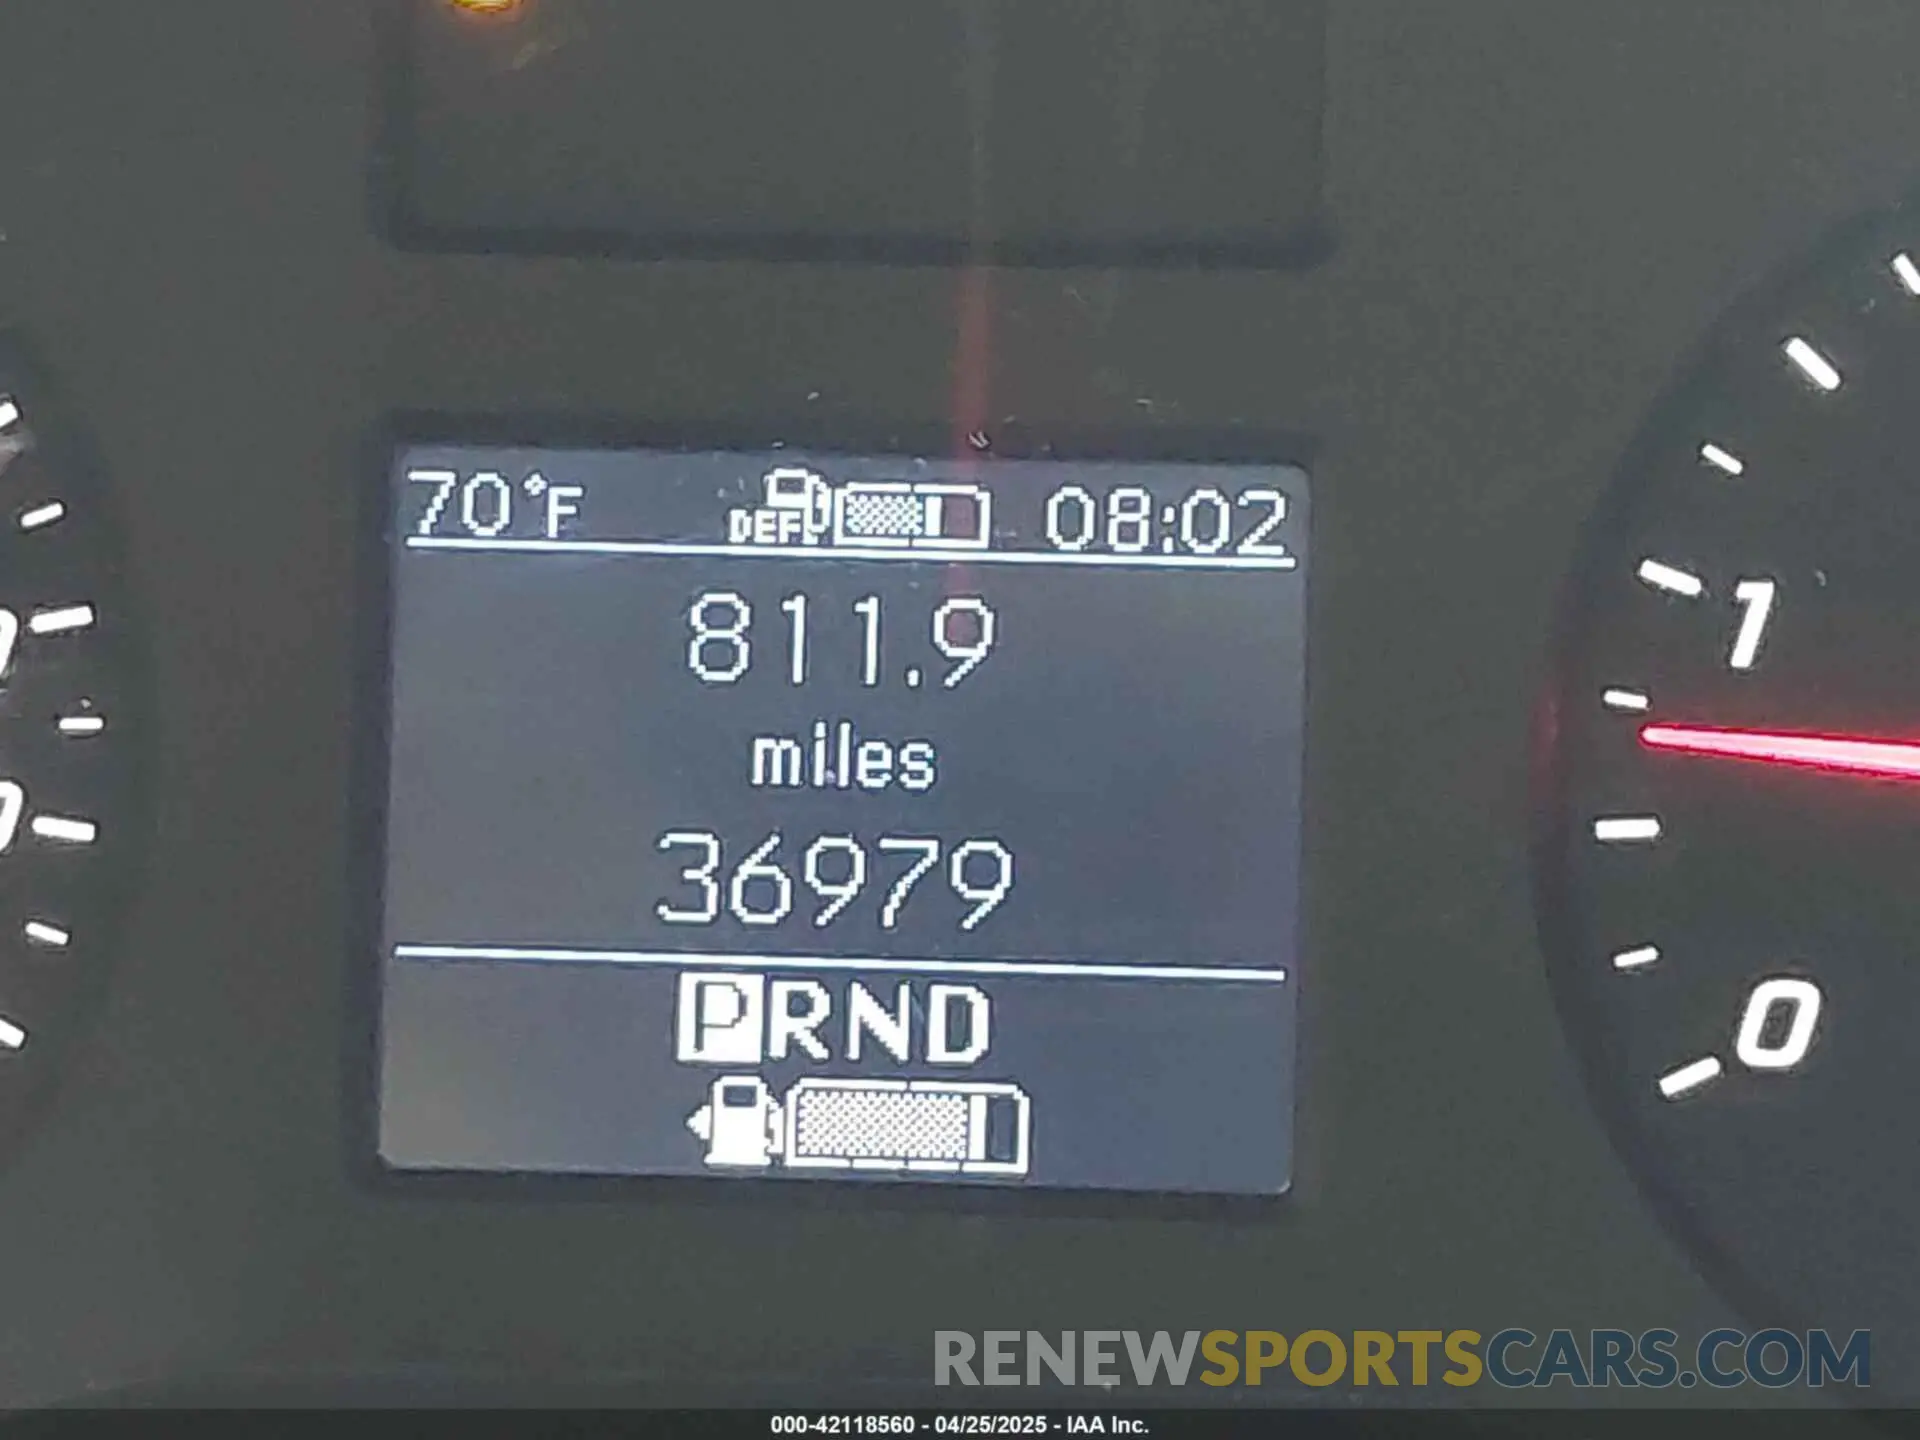 70°F DEF 08:02
811.9
miles
36979
PRND
1
0
RENEWSPORTSCARS.COM
000-42118560 - 04/25/2025 - IAA Inc.